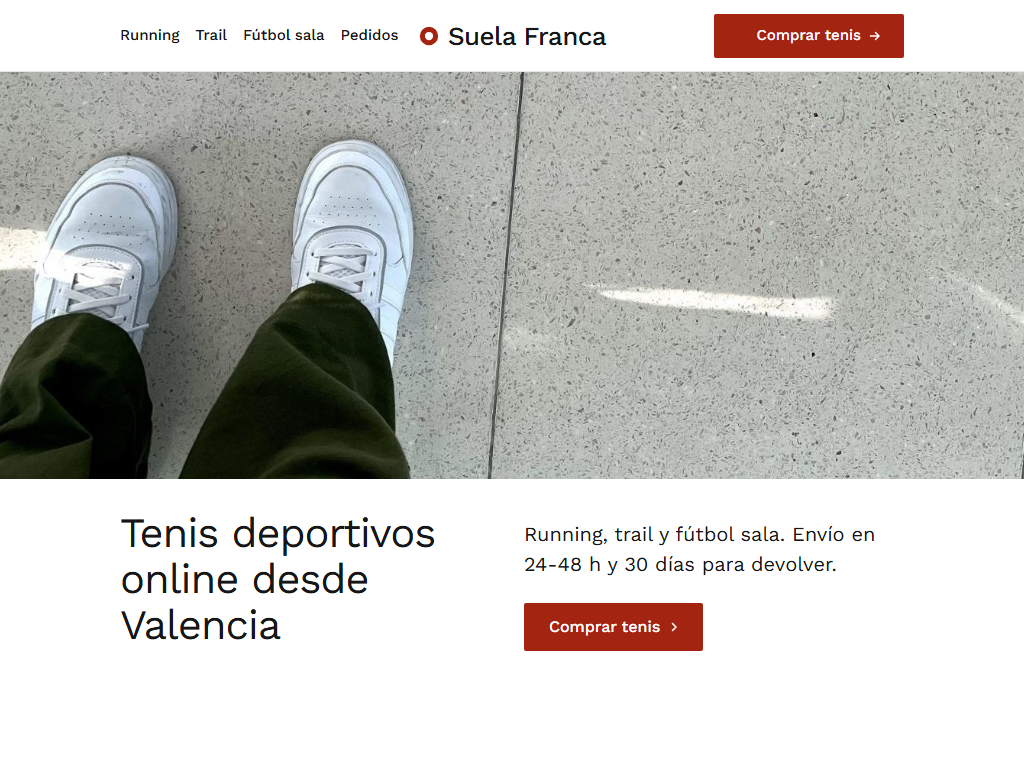 Running Trail Fútbol sala Pedidos Suela Franca Comprar tenis →
Tenis deportivos
online desde
Valencia
Running, trail y fútbol sala. Envío en
24-48 h y 30 días para devolver.
Comprar tenis ›